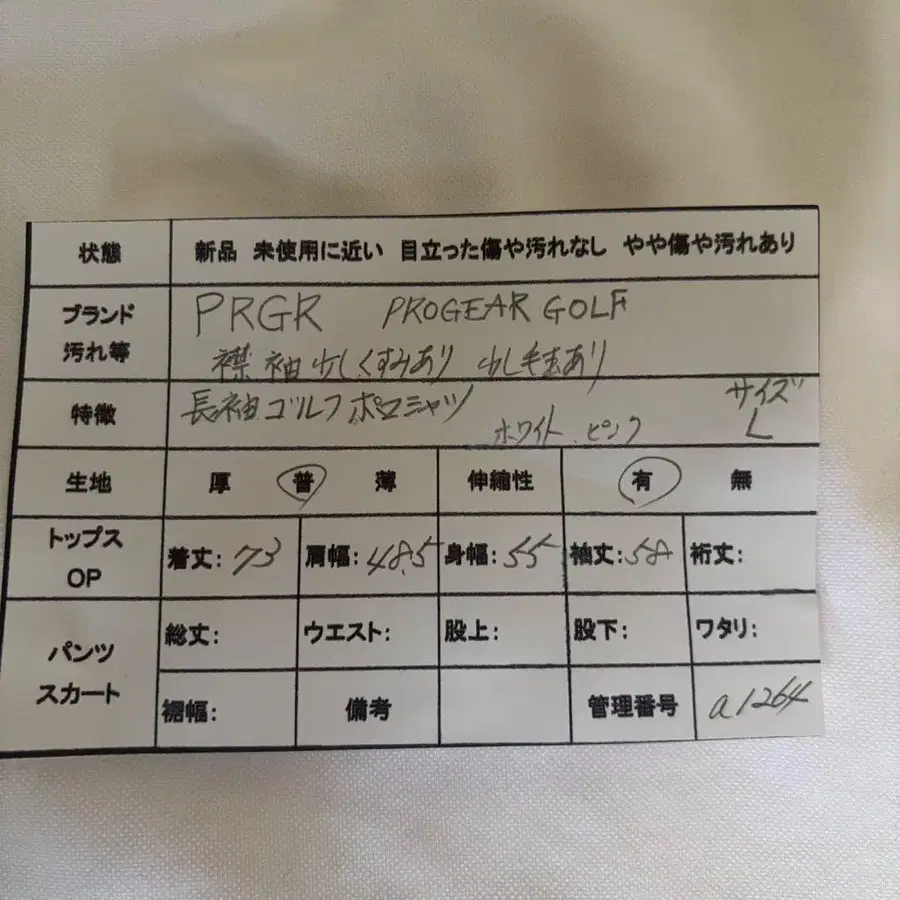 状態 新品 未使用に近い 目立った傷や汚れなし やや傷や汚れあり
ブランド PRGR PROGEAR GOLF
汚れ等 襟 袖 少しくすみあり 少し毛玉あり
特徴 長袖ゴルフポロシャツ サイズ
ホワイト ピンク L
生地 厚 普 薄 伸縮性 有 無
トップス
OP 着丈: 73 肩幅: 48.5 身幅: 55 袖丈: 58 裄丈:
パンツ 総丈: ウエスト: 股上: 股下: ワタリ:
スカート 裾幅: 備考 管理番号 a1264